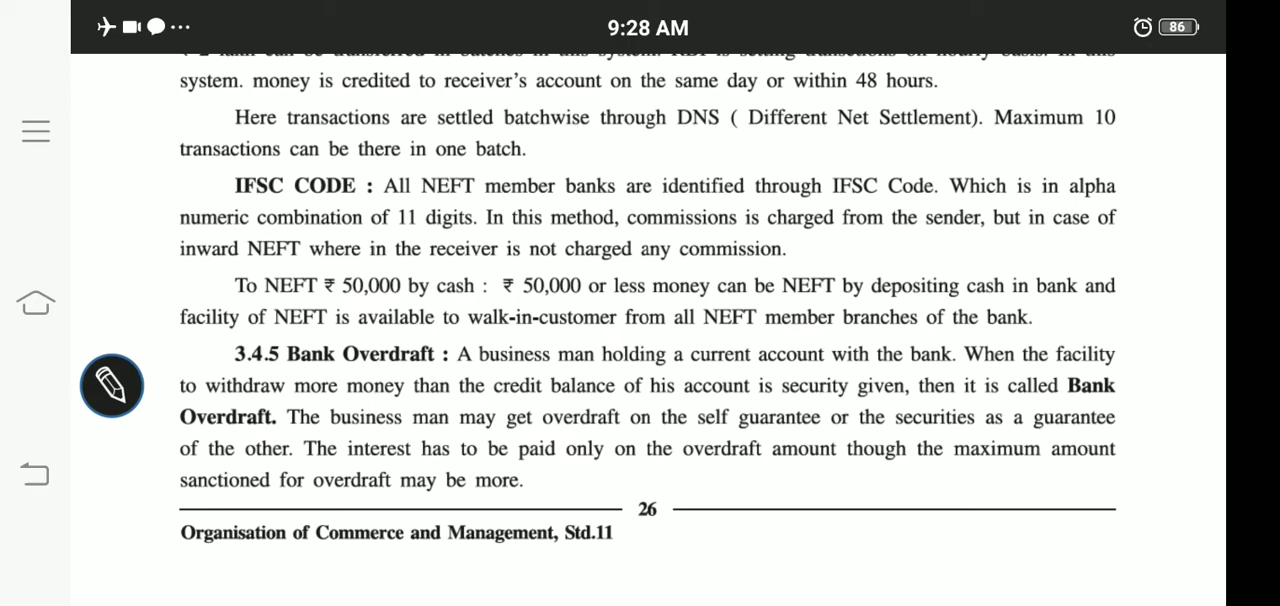 9:28 AM
86
system. money is credited to receiver's account on the same day or within 48 hours.
Here transactions are settled batchwise through DNS ( Different Net Settlement). Maximum 10
transactions can be there in one batch.
IFSC CODE : All NEFT member banks are identified through IFSC Code. Which is in alpha
numeric combination of 11 digits. In this method, commissions is charged from the sender, but in case of
inward NEFT where in the receiver is not charged any commission.
To NEFT ₹ 50,000 by cash : ₹ 50,000 or less money can be NEFT by depositing cash in bank and
facility of NEFT is available to walk-in-customer from all NEFT member branches of the bank.
3.4.5 Bank Overdraft : A business man holding a current account with the bank. When the facility
to withdraw more money than the credit balance of his account is security given, then it is called Bank
Overdraft. The business man may get overdraft on the self guarantee or the securities as a guarantee
of the other. The interest has to be paid only on the overdraft amount though the maximum amount
sanctioned for overdraft may be more.
26
Organisation of Commerce and Management, Std.11